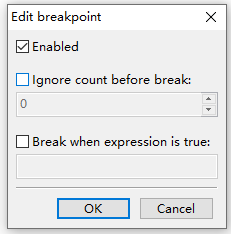 Edit breakpoint
Enabled
Ignore count before break:
0
Break when expression is true:
OK
Cancel